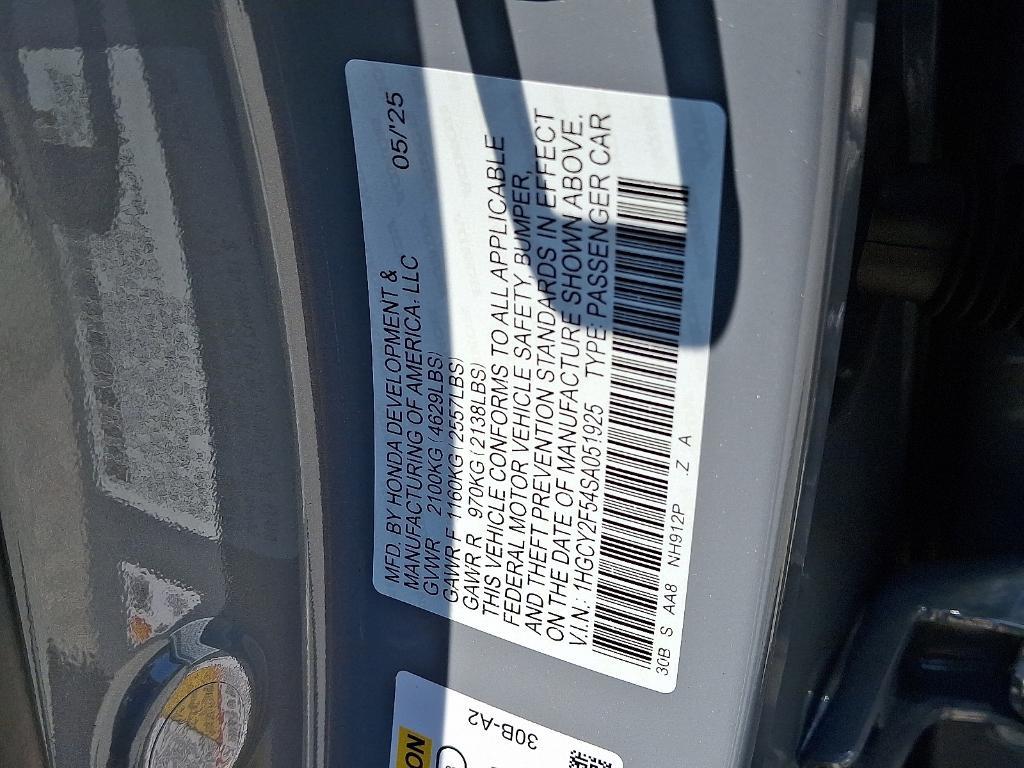 MFD. BY HONDA DEVELOPMENT &
MANUFACTURING OF AMERICA, LLC 05/'25
GVWR 2100KG (4629LBS)
GAWR F 1160KG (2557LBS)
GAWR R 970KG (2138LBS)
THIS VEHICLE CONFORMS TO ALL APPLICABLE
FEDERAL MOTOR VEHICLE SAFETY BUMPER,
AND THEFT PREVENTION STANDARDS IN EFFECT
ON THE DATE OF MANUFACTURE SHOWN ABOVE.
V.I.N.: 1HGCY2F54SA051925 TYPE: PASSENGER CAR
30B S AA8 NH912P .Z A
ON
30B-A2